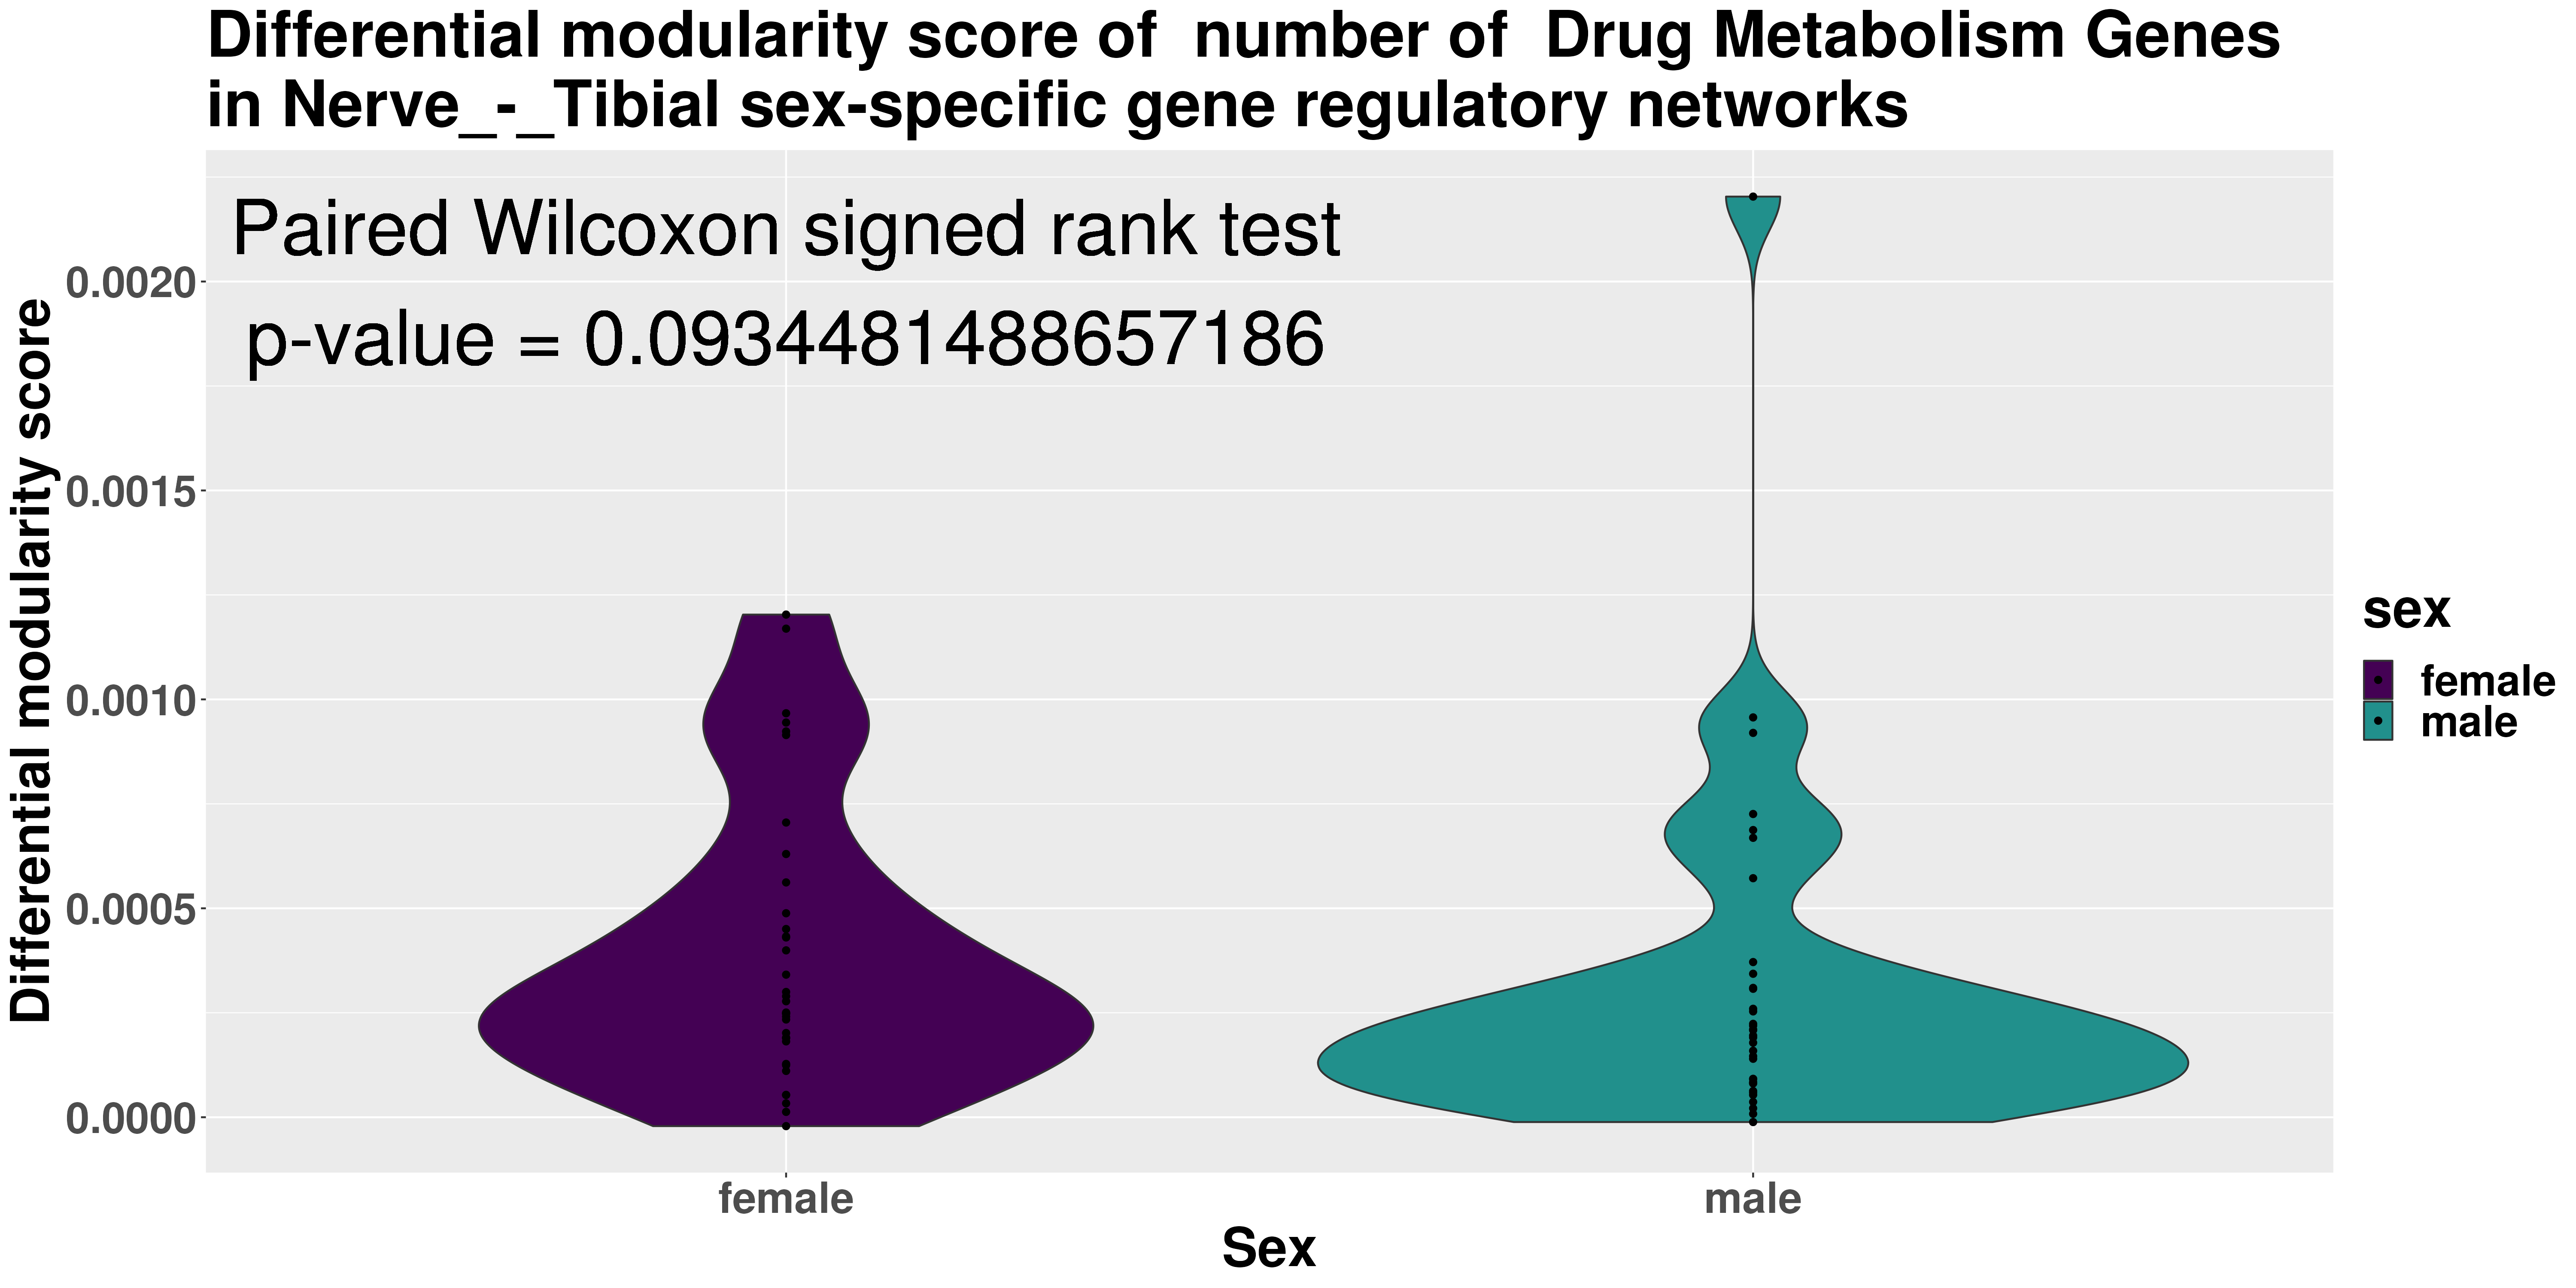 Differential modularity score of  number of  Drug Metabolism Genes
in Nerve_-_Tibial sex-specific gene regulatory networks
Paired Wilcoxon signed rank test
p-value = 0.0934481488657186
Differential modularity score
0.0020
0.0015
0.0010
0.0005
0.0000
female
male
Sex
sex
female
male